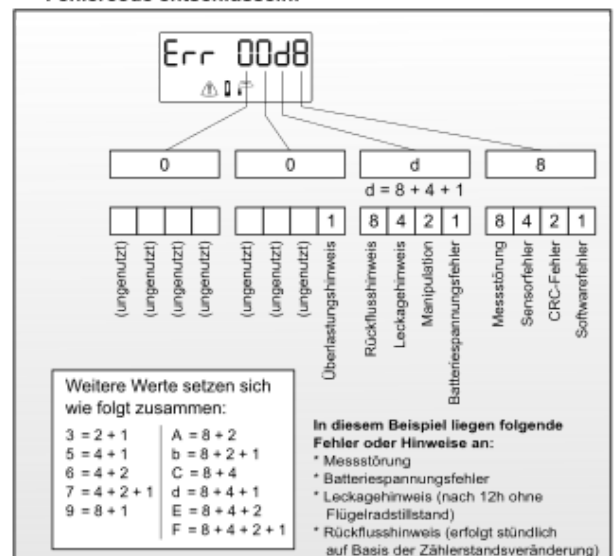 Err 00d8
0 0 d 8
d = 8 + 4 + 1
1 8 4 2 1 8 4 2 1
(ungenutzt)
(ungenutzt)
(ungenutzt)
(ungenutzt)
(ungenutzt)
(ungenutzt)
(ungenutzt)
Überlastungshinweis
Rückflusshinweis
Leckagehinweis
Manipulation
Batteriespannungsfehler
Messstörung
Sensorfehler
CRC-Fehler
Softwarefehler
Weitere Werte setzen sich
wie folgt zusammen:
3 = 2 + 1
5 = 4 + 1
6 = 4 + 2
7 = 4 + 2 + 1
9 = 8 + 1
A = 8 + 2
b = 8 + 2 + 1
C = 8 + 4
d = 8 + 4 + 1
E = 8 + 4 + 2
F = 8 + 4 + 2 + 1
In diesem Beispiel liegen folgende
Fehler oder Hinweise an:
* Messstörung
* Batteriespannungsfehler
* Leckagehinweis (nach 12h ohne
Flügelradstillstand)
* Rückflusshinweis (erfolgt stündlich
auf Basis der Zählerstandsveränderung)